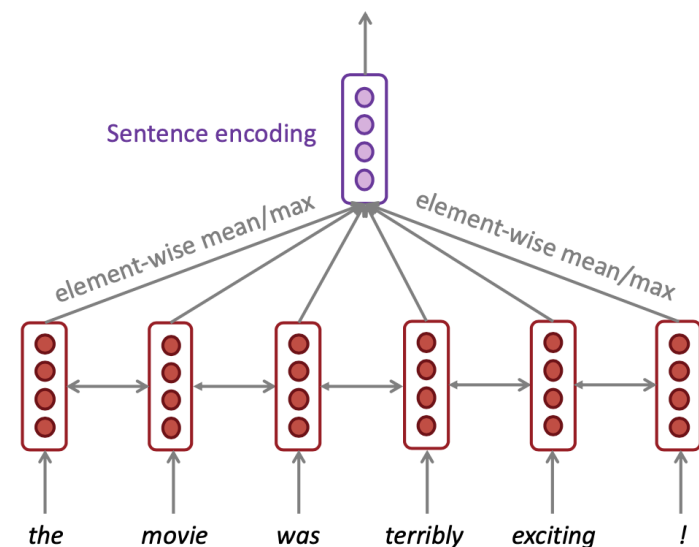 Sentence encoding
element-wise mean/max
element-wise mean/max
the movie was terribly exciting !